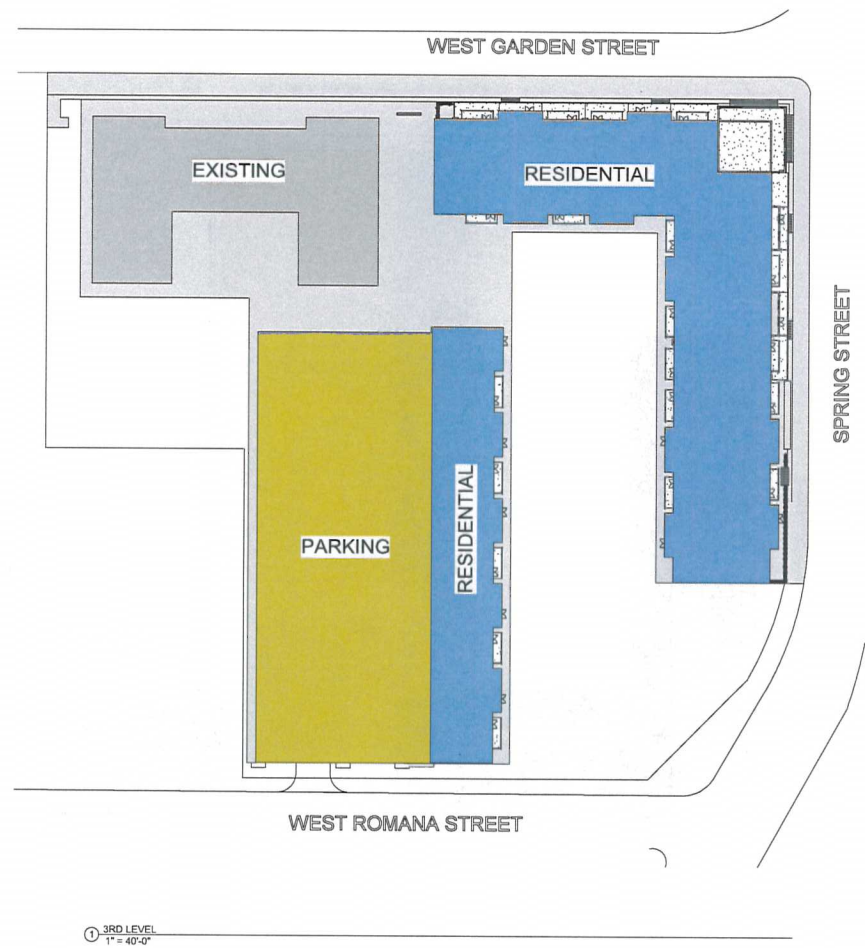 WEST GARDEN STREET
EXISTING
RESIDENTIAL
SPRING STREET
RESIDENTIAL
PARKING
WEST ROMANA STREET
1 3RD LEVEL
1" = 40'-0"